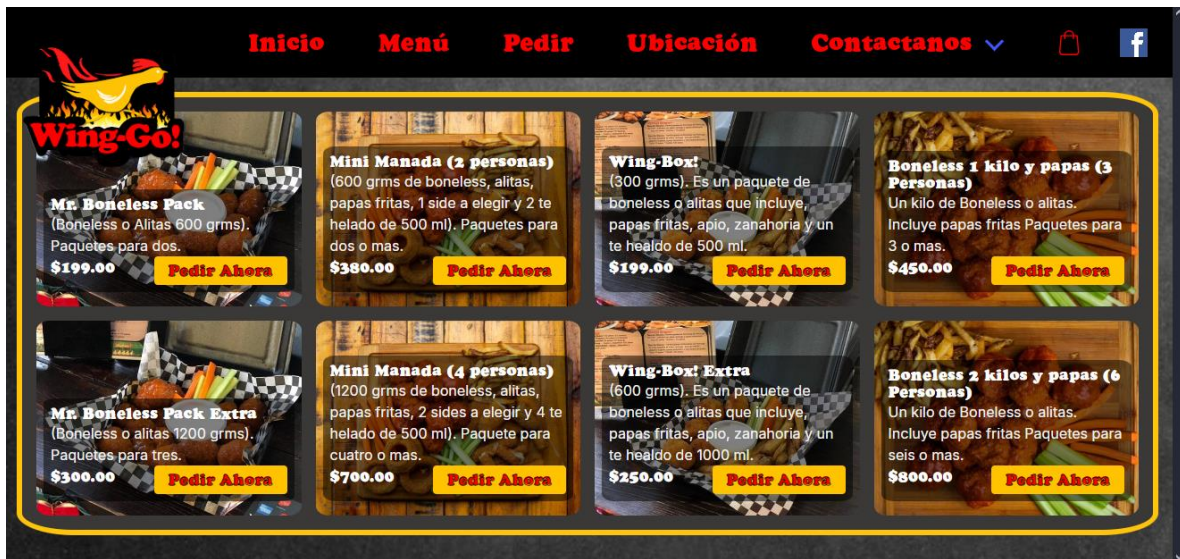 Inicio Menú Pedir Ubicación Contactanos
f
Wing-Go!
Mr. Boneless Pack
(Boneless o Alitas 600 grms).
Paquetes para dos.
$199.00 Pedir Ahora
Mini Manada (2 personas)
(600 grms de boneless, alitas,
papas fritas, 1 side a elegir y 2 te
helado de 500 ml). Paquetes para
dos o mas.
$380.00 Pedir Ahora
Wing-Box!
(300 grms). Es un paquete de
boneless o alitas que incluye,
papas fritas, apio, zanahoria y un
te healdo de 500 ml.
$199.00 Pedir Ahora
Boneless 1 kilo y papas (3
Personas)
Un kilo de Boneless o alitas.
Incluye papas fritas Paquetes para
3 o mas.
$450.00 Pedir Ahora
Mr. Boneless Pack Extra
(Boneless o alitas 1200 grms).
Paquetes para tres.
$300.00 Pedir Ahora
Mini Manada (4 personas)
(1200 grms de boneless, alitas,
papas fritas, 2 sides a elegir y 4 te
helado de 500 ml). Paquete para
cuatro o mas.
$700.00 Pedir Ahora
Wing-Box! Extra
(600 grms). Es un paquete de
boneless o alitas que incluye,
papas fritas, apio, zanahoria y un
te healdo de 1000 ml.
$250.00 Pedir Ahora
Boneless 2 kilos y papas (6
Personas)
Un kilo de Boneless o alitas.
Incluye papas fritas Paquetes para
seis o mas.
$800.00 Pedir Ahora